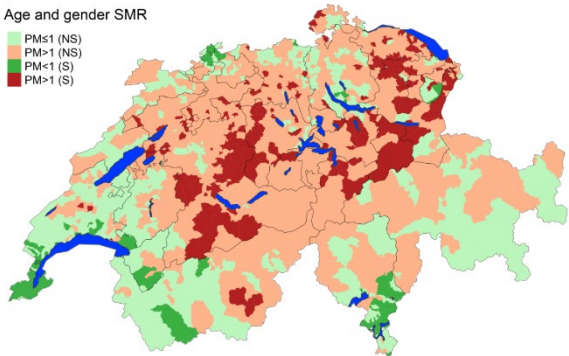 Age and gender SMR
PM≤1 (NS)
PM>1 (NS)
PM<1 (S)
PM>1 (S)